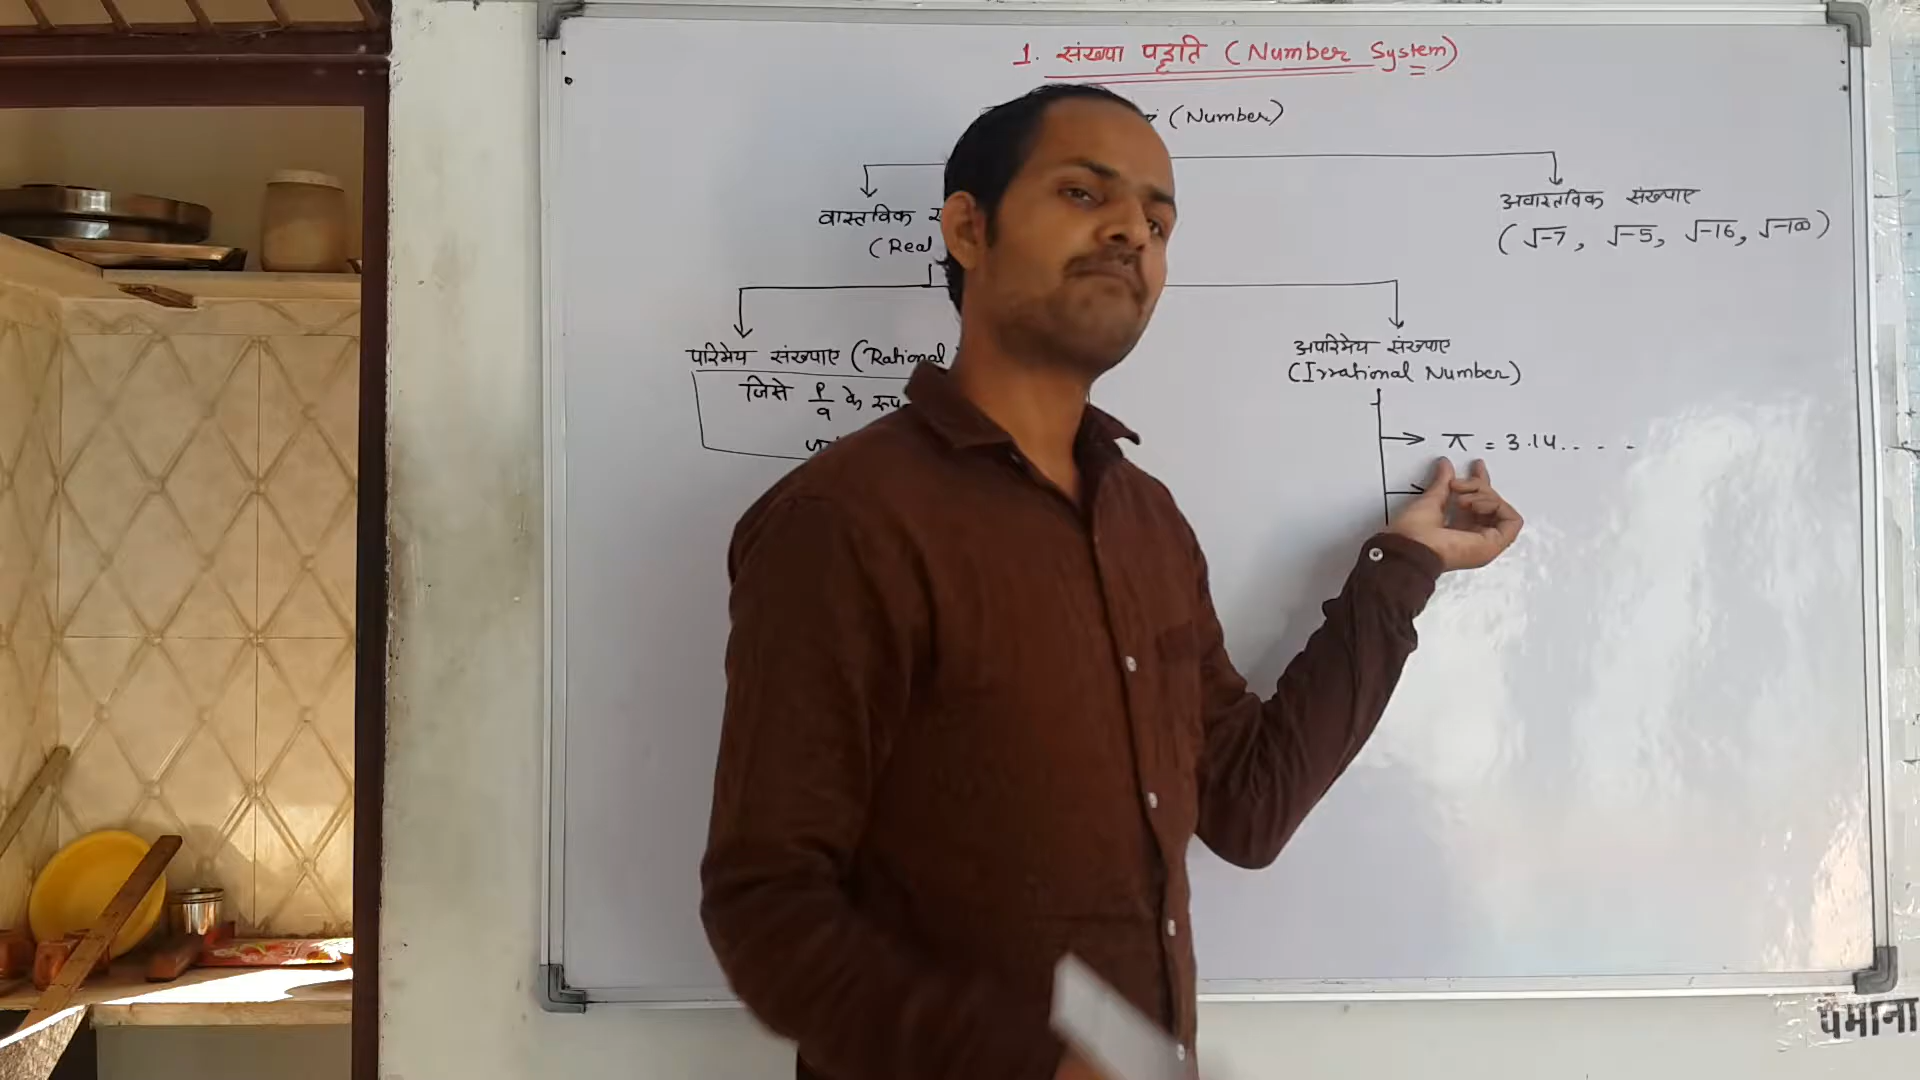 1. संख्या पद्धति (Number System)
(Number)
वास्तविक
(Real
अवास्तविक संख्याए
(√-7, √-5, √-16, √-100)
परिमेय संख्याए (Rational
जिसे p/q के रूप
अपरिमेय संख्याए
(Irrational Number)
π = 3.14.. . .
पैमाना